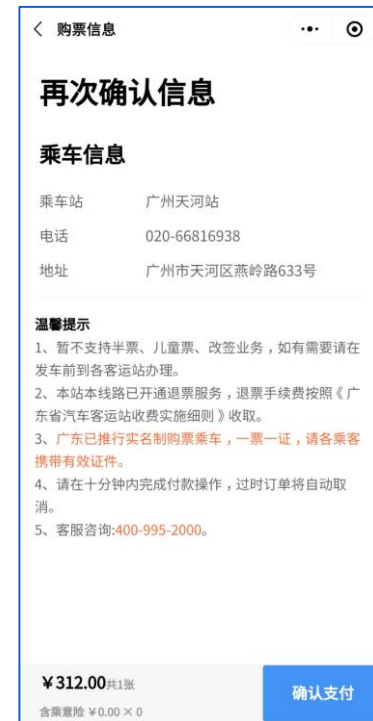 购票信息
再次确认信息
乘车信息
乘车站 广州天河站
电话 020-66816938
地址 广州市天河区燕岭路633号
温馨提示
1、暂不支持半票、儿童票、改签业务，如有需要请在
发车前到各客运站办理。
2、本站本线路已开通退票服务，退票手续费按照《广
东省汽车客运站收费实施细则》收取。
3、广东已推行实名制购票乘车，一票一证，请各乘客
携带有效证件。
4、请在十分钟内完成付款操作，过时订单将自动取
消。
5、客服咨询:400-995-2000。
￥312.00共1张
含乘意险 ￥0.00 × 0
确认支付